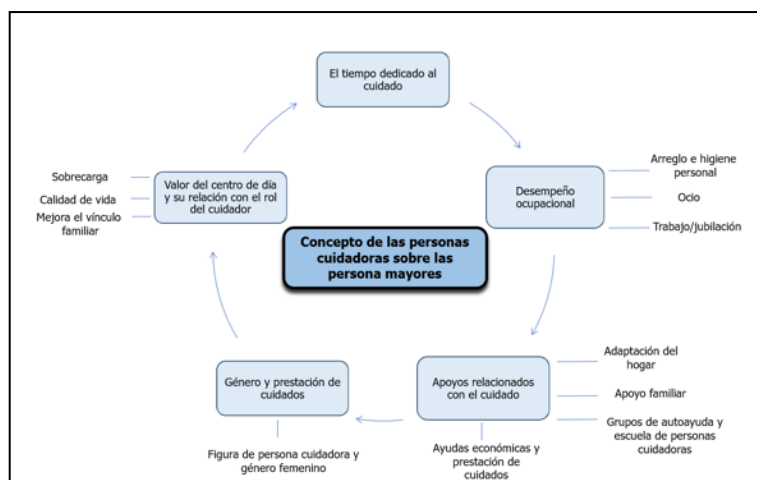 El tiempo dedicado al
cuidado
Sobrecarga
Calidad de vida
Mejora el vínculo
familiar
Valor del centro de día
y su relación con el rol
del cuidador
Desempeño
ocupacional
Arreglo e higiene
personal
Ocio
Trabajo/jubilación
Concepto de las personas
cuidadoras sobre las
persona mayores
Género y prestación de
cuidados
Figura de persona cuidadora y
género femenino
Apoyos relacionados
con el cuidado
Adaptación del
hogar
Apoyo familiar
Grupos de autoayuda y
escuela de personas
cuidadoras
Ayudas económicas y
prestación de
cuidados